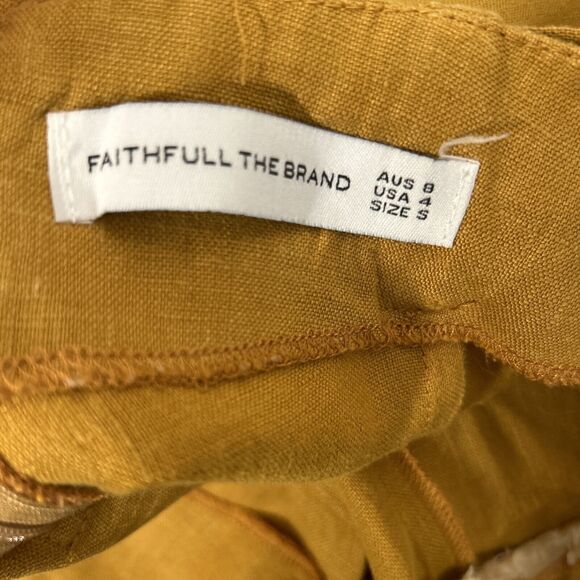 FAITHFULL THE BRAND
AUS 8
USA 4
SIZE S